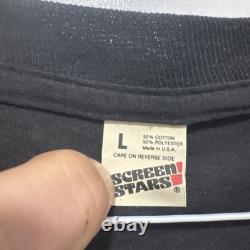 L
50% COTTON
50% POLYESTER
Made in U.S.A.
CARE ON REVERSE SIDE
SCREEN
STARS®